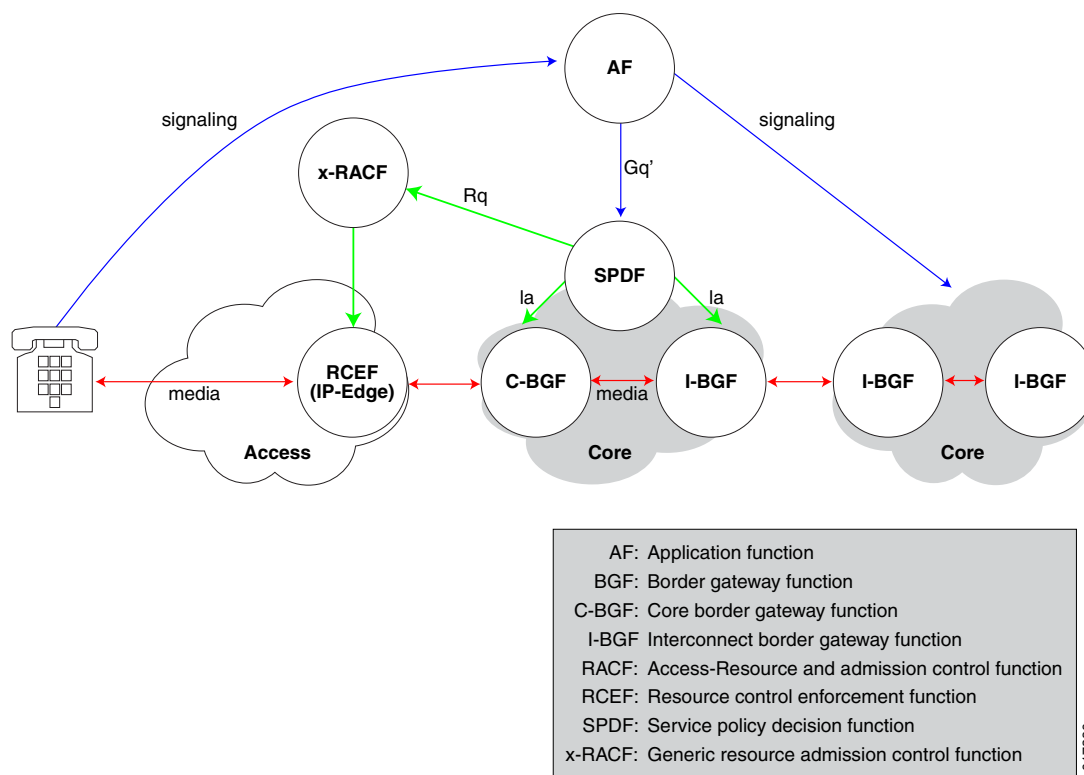 AF
signaling
signaling
x-RACF
Gq'
Rq
SPDF
Ia
Ia
RCEF
(IP-Edge)
C-BGF
I-BGF
I-BGF
I-BGF
media
media
Access
Core
Core
AF: Application function
BGF: Border gateway function
C-BGF: Core border gateway function
I-BGF Interconnect border gateway function
RACF: Access-Resource and admission control function
RCEF: Resource control enforcement function
SPDF: Service policy decision function
x-RACF: Generic resource admission control function